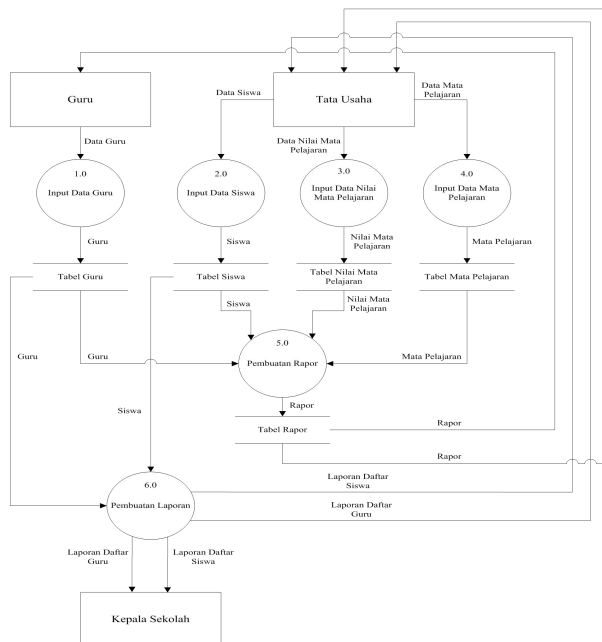 Data Mata
Pelajaran
Guru
Data Siswa
Tata Usaha
Data Guru
Data Nilai Mata
Pelajaran
1.0
Input Data Guru
2.0
Input Data Siswa
3.0
Input Data Nilai
Mata Pelajaran
4.0
Input Data Mata
Pelajaran
Guru
Siswa
Nilai Mata
Pelajaran
Mata Pelajaran
Tabel Guru
Tabel Siswa
Tabel Nilai Mata
Pelajaran
Tabel Mata Pelajaran
Siswa
Nilai Mata
Pelajaran
5.0
Pembuatan Rapor
Guru
Guru
Mata Pelajaran
Rapor
Siswa
Tabel Rapor
Rapor
Rapor
Laporan Daftar
Siswa
6.0
Pembuatan Laporan
Laporan Daftar
Guru
Laporan Daftar
Guru
Laporan Daftar
Siswa
Kepala Sekolah